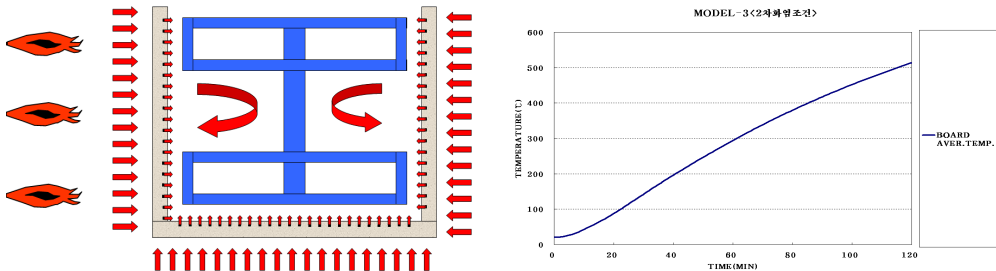 MODEL-3<2차화염조건>
600
500
400
300
200
100
0
TEMPERATURE(℃)
0
20
40
60
80
100
120
TIME(MIN)
BOARD
AVER.TEMP.